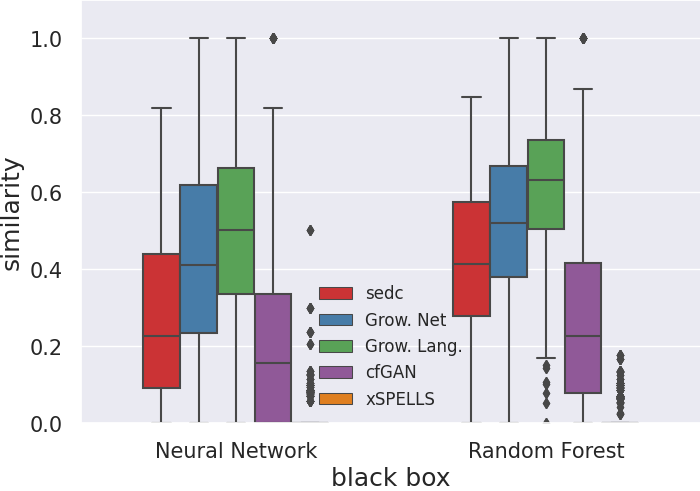 1.0
0.8
0.6
0.4
0.2
0.0
similarity
sedc
Grow. Net
Grow. Lang.
cfGAN
xSPELLS
Neural Network
Random Forest
black box